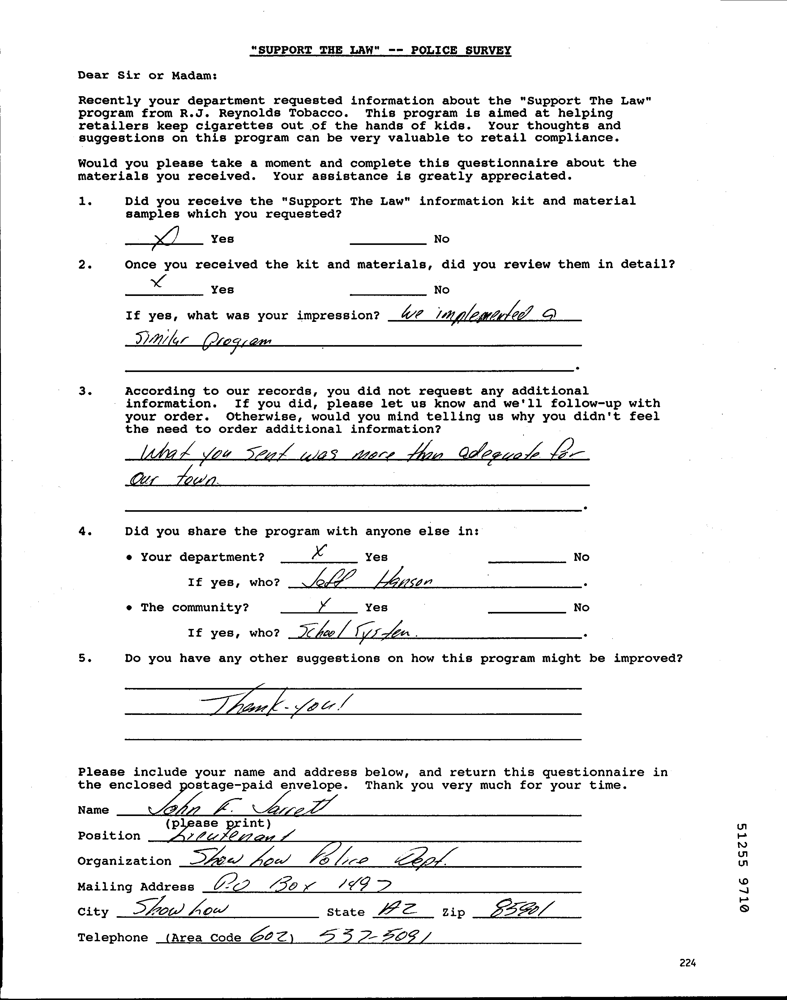 "SUPPORT THE LAW" -- POLICE SURVEY
Dear Sir or Madam:
Recently your department requested information about the "Support The Law"
program from R.J. Reynolds Tobacco. This program is aimed at helping
retailers keep cigarettes out of the hands of kids. Your thoughts and
suggestions on this program can be very valuable to retail compliance.
Would you please take a moment and complete this questionnaire about the
materials you received. Your assistance is greatly appreciated.
1. Did you receive the "Support The Law" information kit and material
samples which you requested?
X Yes No
2. Once you received the kit and materials, did you review them in detail?
X Yes No
If yes, what was your impression? We implemented a
Similar Program
3. According to our records, you did not request any additional
information. If you did, please let us know and we'll follow-up with
your order. Otherwise, would you mind telling us why you didn't feel
the need to order additional information?
What you Sent was more than adequate for
our town.
4. Did you share the program with anyone else in:
• Your department? X Yes No
If yes, who? Jeff Hanson.
• The community? X Yes No
If yes, who? School System.
5. Do you have any other suggestions on how this program might be improved?
Thank-you!
Please include your name and address below, and return this questionnaire in
the enclosed postage-paid envelope. Thank you very much for your time.
Name John F. Jarrett
(please print)
Position Lieutenant
Organization Show how Police Dept.
Mailing Address P.O Box 1497
City Show how State AZ Zip 85901
Telephone (Area Code 602) 537-5091
51255 9710
224